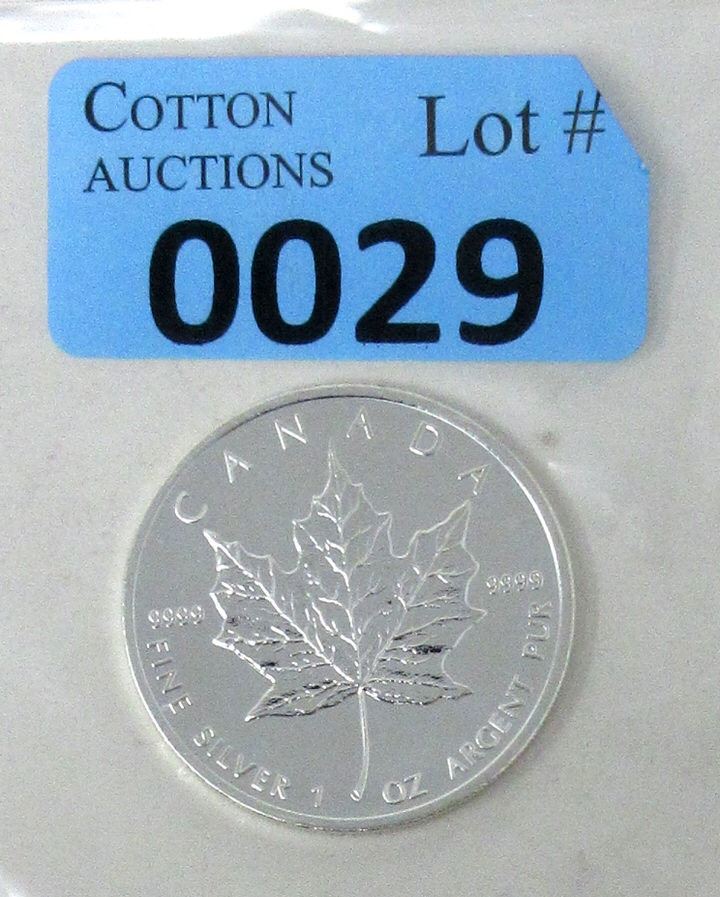 COTTON
AUCTIONS
Lot #
0029
CANADA
9999
9999
FINE SILVER 1 OZ ARGENT PUR